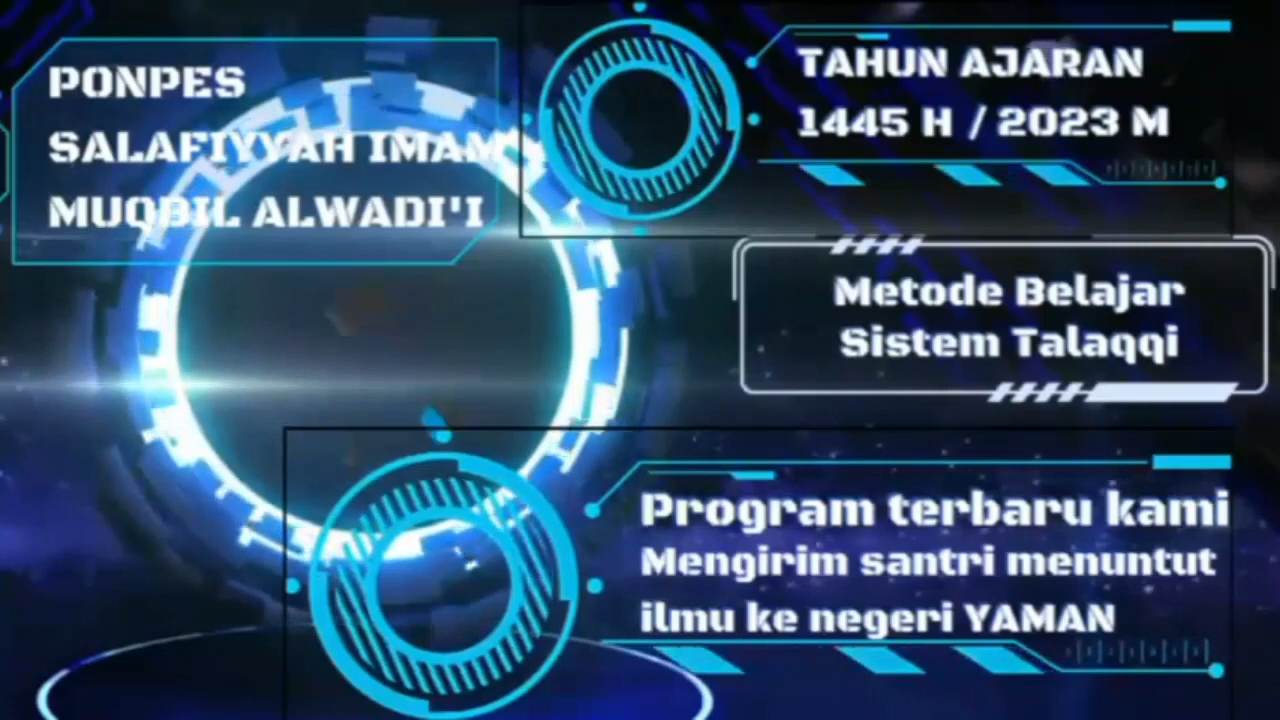 PONPES
SALAFIYYAH IMAM
MUQBIL ALWADI'I
TAHUN AJARAN
1445 H / 2023 M
Metode Belajar
Sistem Talaqqi
Program terbaru kami
Mengirim santri menuntut
ilmu ke negeri YAMAN